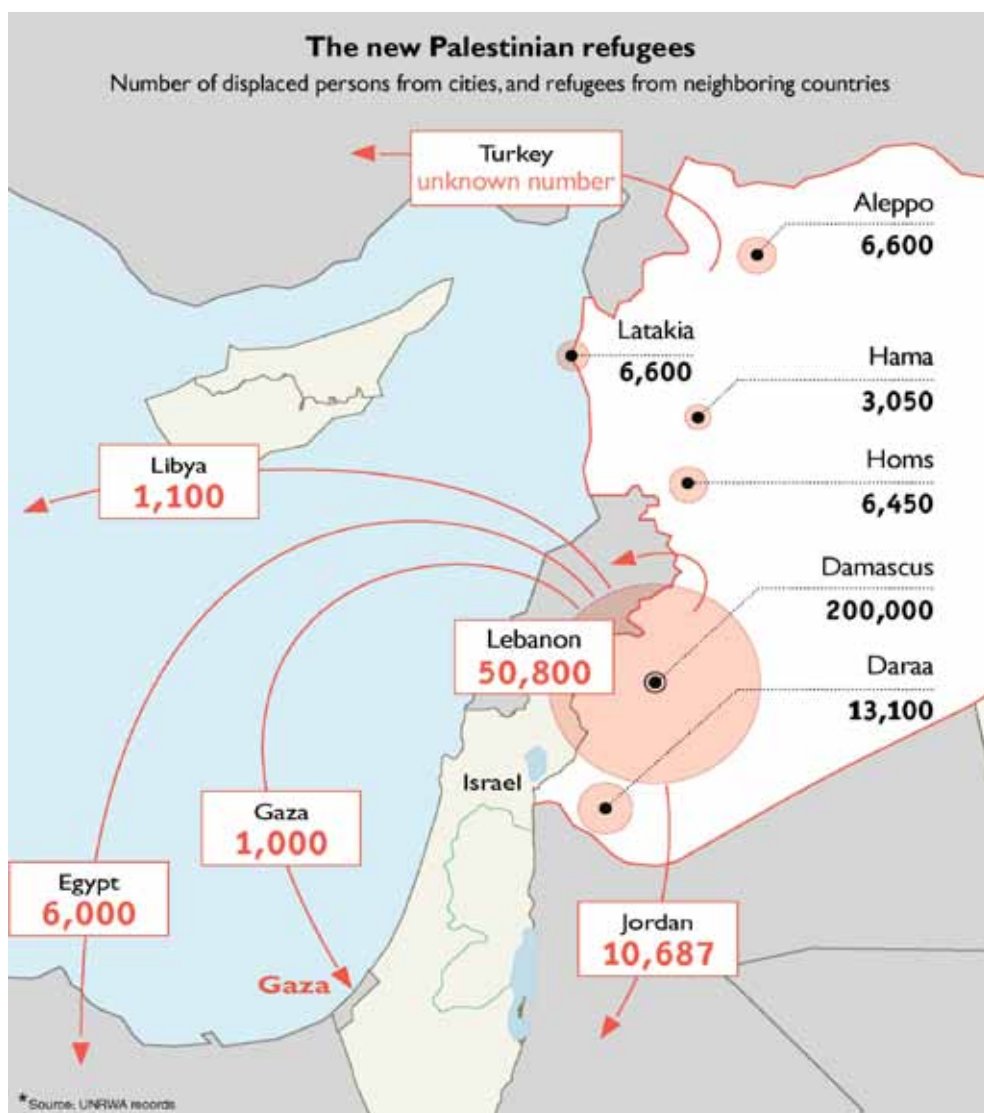 The new Palestinian refugees
Number of displaced persons from cities, and refugees from neighboring countries
Turkey
unknown number
Aleppo
6,600
Latakia
6,600
Hama
3,050
Libya
1,100
Homs
6,450
Damascus
200,000
Lebanon
50,800
Daraa
13,100
Israel
Gaza
1,000
Egypt
6,000
Jordan
10,687
Gaza
*Source: UNRWA records